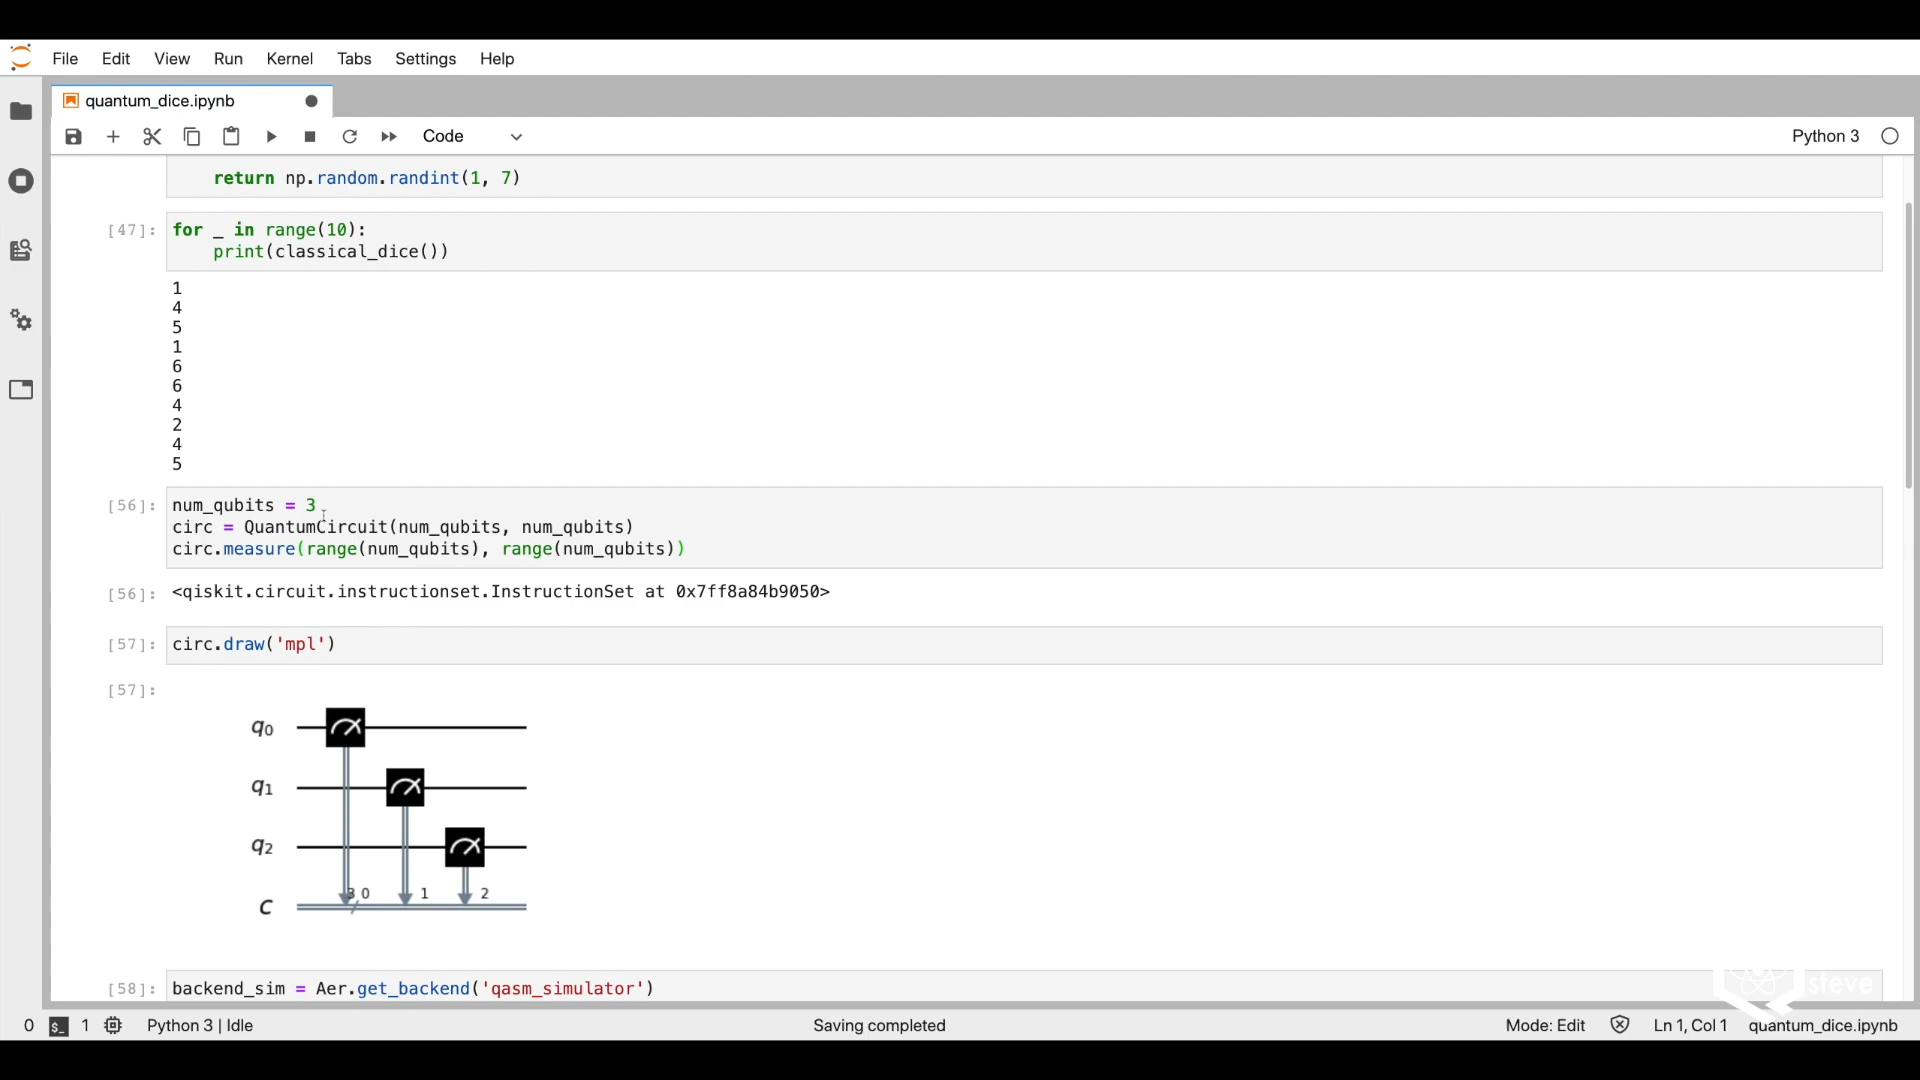 File Edit View Run Kernel Tabs Settings Help
quantum_dice.ipynb
Code
Python 3
return np.random.randint(1, 7)
[47]: for _ in range(10):
print(classical_dice())
1
4
5
1
6
6
4
2
4
5
[56]: num_qubits = 3
circ = QuantumCircuit(num_qubits, num_qubits)
circ.measure(range(num_qubits), range(num_qubits))
[56]: <qiskit.circuit.instructionset.InstructionSet at 0x7ff8a84b9050>
[57]: circ.draw('mpl')
[57]:
q0
q1
q2
3 0 1 2
c
[58]: backend_sim = Aer.get_backend('qasm_simulator')
steve
0 $_ 1 Python 3 | Idle Saving completed Mode: Edit Ln 1, Col 1 quantum_dice.ipynb